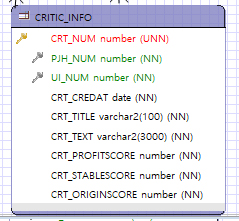 CRITIC_INFO
CRT_NUM number (UNN)
PJH_NUM number (NN)
UI_NUM number (NN)
CRT_CREDAT date (NN)
CRT_TITLE varchar2(100) (NN)
CRT_TEXT varchar2(3000) (NN)
CRT_PROFITSCORE number (NN)
CRT_STABLESCORE number (NN)
CRT_ORIGINSCORE number (NN)